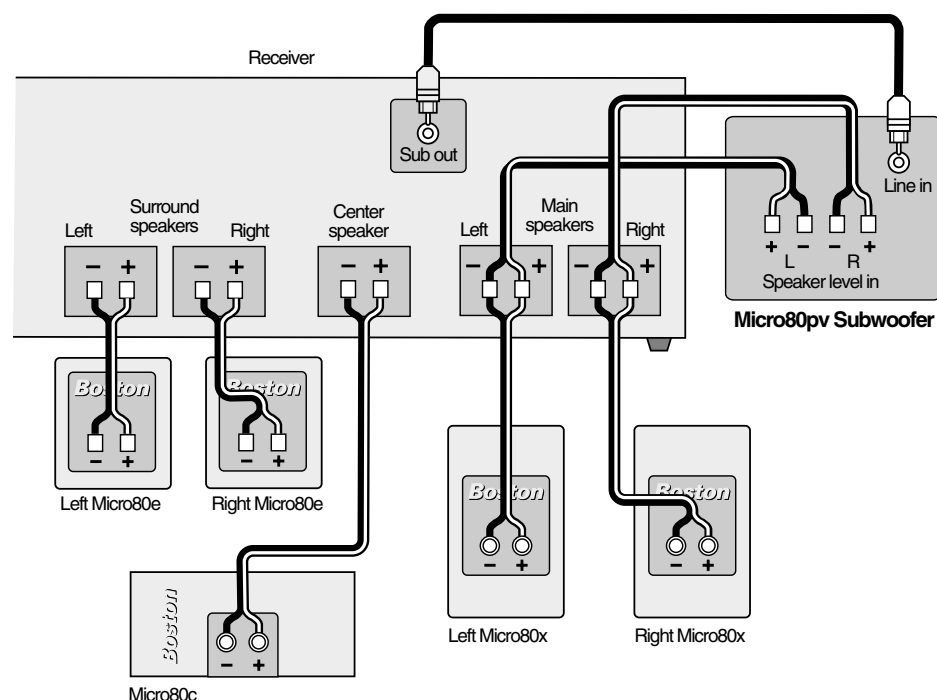 Receiver
Sub out
Line in
Left
Surround
speakers
Right
Center
speaker
Left
Main
speakers
Right
− +
− +
− +
− +
− +
+ − − +
L R
Speaker level in
Micro80pv Subwoofer
Boston
− +
Left Micro80e
Boston
− +
Right Micro80e
Boston
− +
Left Micro80x
Boston
− +
Right Micro80x
Boston
− +
Micro80c